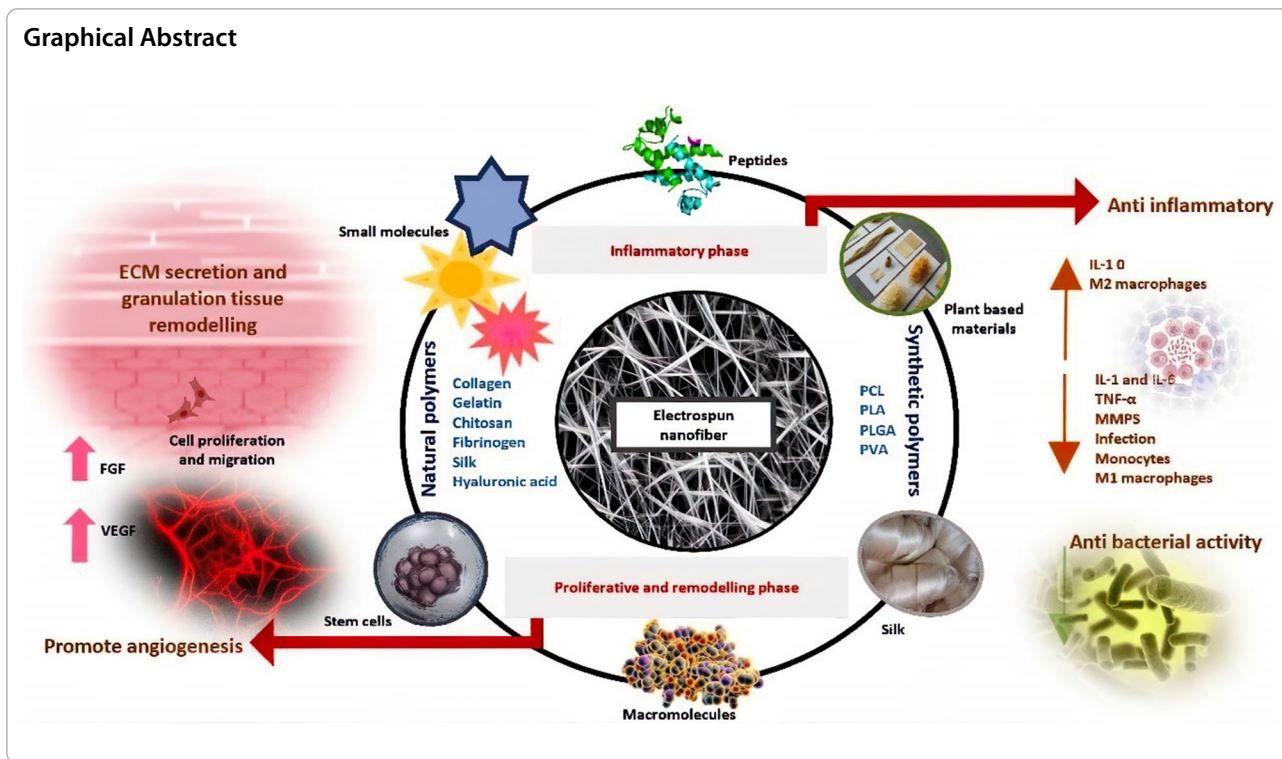 Graphical Abstract
Peptides
Small molecules
Inflammatory phase
Anti inflammatory
ECM secretion and
granulation tissue
remodelling
IL-1 0
M2 macrophages
Plant based
materials
Natural polymers
Collagen
Gelatin
Chitosan
Fibrinogen
Silk
Hyaluronic acid
Electrospun
nanofiber
PCL
PLA
PLGA
PVA
Synthetic polymers
IL-1 and IL-6
TNF-α
MMPS
Infection
Monocytes
M1 macrophages
Cell proliferation
and migration
FGF
VEGF
Anti bacterial activity
Proliferative and remodelling phase
Stem cells
Silk
Promote angiogenesis
Macromolecules